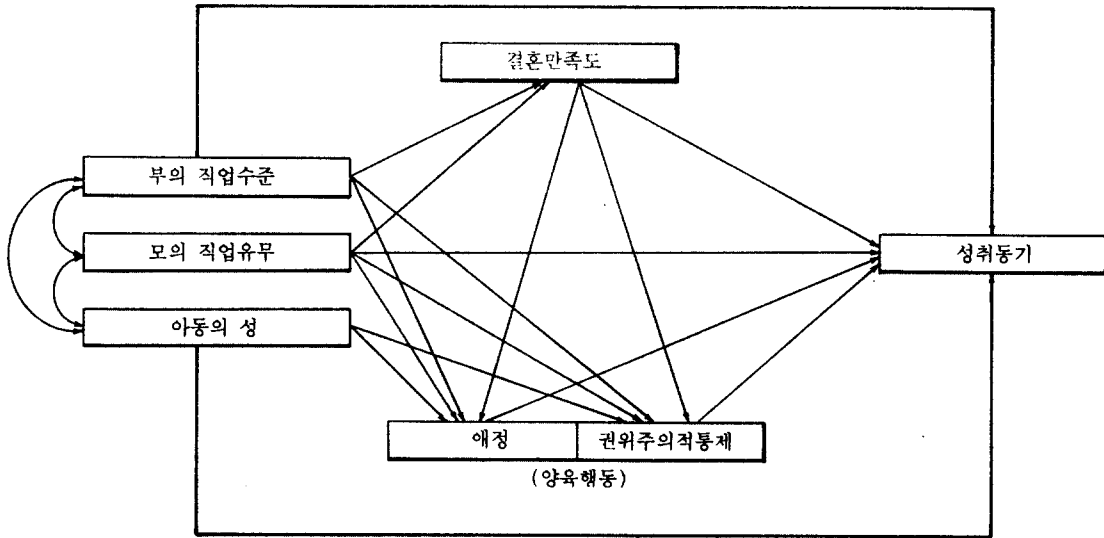 결혼만족도
부의 직업수준
모의 직업유무
성취동기
아동의 성
애정
권위주의적통제
(양육행동)